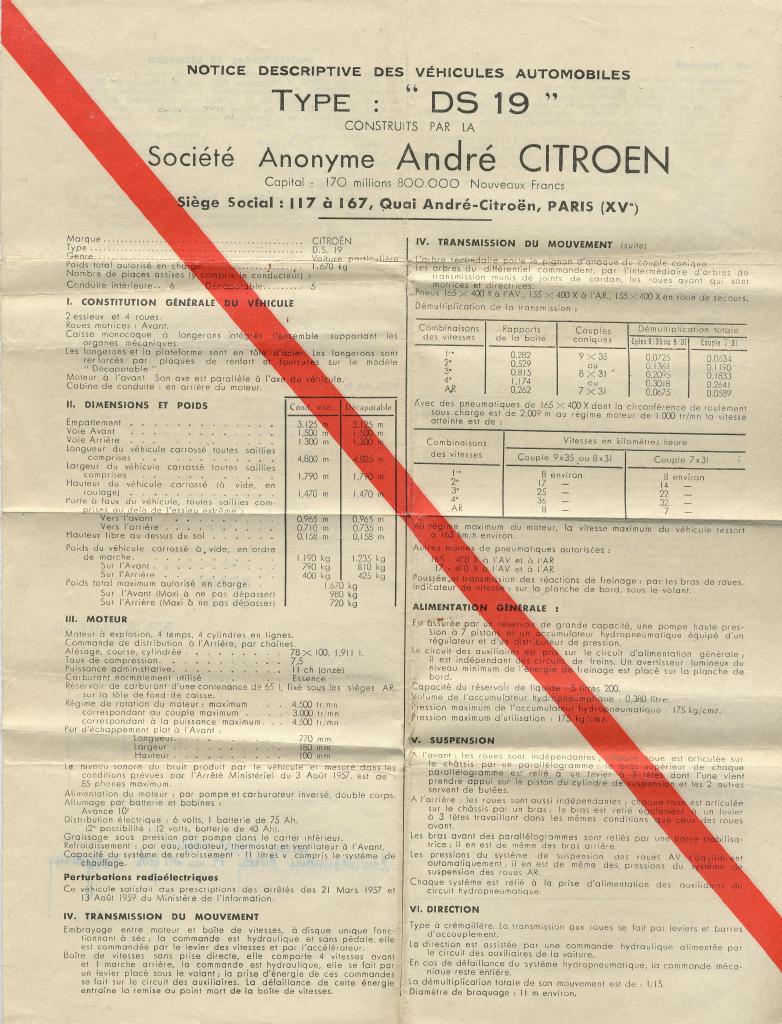 NOTICE DESCRIPTIVE DES VÉHICULES AUTOMOBILES
TYPE : “ DS 19 ”
CONSTRUITS PAR LA
Société Anonyme André CITROEN
Capital : 170 millions 800.000 Nouveaux Francs
Siège Social : 117 à 167, Quai André-Citroën, PARIS (XVᵉ)
Marque CITROËN
Type D.S. 19
Genre Voiture particulière
Poids total autorisé en charge 1.670 kg
Nombre de places assises (y compris le conducteur) :
Conduite intérieure.. 6 Décapotable. 5
I. CONSTITUTION GÉNÉRALE DU VÉHICULE
2 essieux et 4 roues.
Roues motrices : Avant.
Caisse monocoque à longerons intégrés l'ensemble supportant les
organes mécaniques.
Les longerons et la plateforme sont en tôle d'acier. Les longerons sont
renforcés par plaques de renfort et fourrures sur le modèle
“ Décapotable ”.
Moteur à l'avant. Son axe est parallèle à l'axe du véhicule.
Cabine de conduite : en arrière du moteur.
II. DIMENSIONS ET POIDS Cond. intér. Décapotable
Empattement 3,125 m 3,125 m
Voie Avant 1,500 m 1,500 m
Voie Arrière 1 300 m 1.300 m
Longueur du véhicule carrossé toutes saillies
comprises 4,800 m 4,826 m
Largeur du véhicule carrossé toutes saillies
comprises 1,790 m 1,790 m
Hauteur du véhicule carrossé (à vide, en
roulage) 1,470 m 1,470 m
Porte à faux du véhicule, toutes saillies com-
prises au delà de l'essieu extrême :
Vers l'avant 0,965 m 0,965 m
Vers l'arrière 0,710 m 0,735 m
Hauteur libre au-dessus du sol 0,158 m 0,158 m
Poids du véhicule carrossé à vide, en ordre
de marche 1.190 kg 1.235 kg
Sur l'Avant 790 kg 810 kg
Sur l'Arrière 400 kg 425 kg
Poids total maximum autorisé en charge 1.670 kg
Sur l'Avant (Maxi à ne pas dépasser) 980 kg
Sur l'Arrière (Maxi à ne pas dépasser) 720 kg
III. MOTEUR
Moteur à explosion, 4 temps, 4 cylindres en lignes.
Commande de distribution à l'Arrière, par chaînes.
Alésage, course, cylindrée 78 × 100, 1,911 l.
Taux de compression 7,5
Puissance administrative 11 ch (onze)
Carburant normalement utilisé Essence
Réservoir de carburant d'une contenance de 65 l, fixé sous les sièges AR,
sur la tôle de fond de caisse.
Régime de rotation du moteur : maximum 4.500 tr/mn
correspondant au couple maximum 3.000 tr/mn
correspondant à la puissance maximum 4.500 tr/mn
Pot d'échappement plat à l'Avant :
Longueur 770 mm
Largeur 183 mm
Hauteur 100 mm
Le niveau sonore du bruit produit par le véhicule et mesuré dans les
conditions prévues par l'Arrêté Ministériel du 3 Août 1957, est de
85 phones maximum.
Alimentation du moteur : par pompe et carburateur inversé, double corps.
Allumage par batterie et bobines :
Avance 10°
Distribution électrique : 6 volts, 1 batterie de 75 Ah.
(2ᵉ possibilité : 12 volts, batterie de 40 Ah).
Graissage sous pression par pompe dans le carter inférieur.
Refroidissement : par eau, radiateur, thermostat et ventilateur à l'Avant.
Capacité du système de refroidissement : 11 litres y compris le système de
chauffage.
Perturbations radioélectriques
Ce véhicule satisfait aux prescriptions des arrêtés des 21 Mars 1957 et
13 Août 1959 du Ministère de l'Information.
IV. TRANSMISSION DU MOUVEMENT
Embrayage entre moteur et boîte de vitesses, à disque unique fonc-
tionnant à sec ; la commande est hydraulique et sans pédale, elle
est commandée par le levier des vitesses et par l'accélérateur.
Boîte de vitesses sans prise directe, elle comporte 4 vitesses avant
et 1 marche arrière, la commande est hydraulique, elle se fait par
un levier placé sous le volant ; la prise d'énergie de ces commandes
se fait sur le circuit des auxiliaires. La défaillance de cette énergie
entraîne la remise au point mort de la boîte de vitesses.
IV. TRANSMISSION DU MOUVEMENT (suite)
L'arbre secondaire porte le pignon d'attaque du couple conique.
Les arbres du différentiel commandent, par l'intermédiaire d'arbres de
transmission munis de joints de cardan, les roues avant qui sont
motrices et directrices.
Pneus 165 × 400 X à l'AV., 155 × 400 X à l'AR., 155 × 400 X en roue de secours.
Démultiplication de la transmission :
Combinaisons des vitesses Rapports de la boîte Couples coniques Démultiplication totale
Cples 9/35 ou 8/31 Couple 7/31
1ʳᵉ 0,282 9 × 35 0,0725 0.0634
2ᵉ 0,529 ou 0,1361 0.1190
3ᵉ 0,815 8 × 31 0,2095 0.1833
4ᵉ 1,174 ou 0,3018 0.2641
AR 0,262 7 × 31 0,0675 0.0589
Avec des pneumatiques de 165 × 400 X dont la circonférence de roulement
sous charge est de 2,009 m au régime moteur de 1.000 tr/mn la vitesse
atteinte est de :
Combinaisons des vitesses Vitesses en kilomètres/heure
Couple 9x35 ou 8x31 Couple 7x31
1ʳᵉ 8 environ 8 environ
2ᵉ 17 — 14 —
3ᵉ 25 — 22 —
4ᵉ 36 — 32 —
AR 8 — 7 —
Au régime maximum du moteur, la vitesse maximum du véhicule ressort
à 163 km/h environ.
Autres montes de pneumatiques autorisées :
165 - 400 X à l'AV et à l'AR
400 X à l'AV et à l'AR
Poussée et transmission des réactions de freinage : par les bras de roues.
Indicateur de vitesse : sur la planche de bord, sous le volant.
ALIMENTATION GÉNÉRALE :
Est assurée par un réservoir de grande capacité, une pompe haute pres-
sion à 7 pistons et un accumulateur hydropneumatique équipé d'un
régulateur et d'un distributeur de pression.
Le circuit des auxiliaires est pris sur le circuit d'alimentation générale ;
il est indépendant des circuits de freins. Un avertisseur lumineux du
niveau minimum de l'énergie de freinage est placé sur la planche de
bord.
Capacité du réservoir de liquide : 5 litres 200.
Volume de l'accumulateur hydropneumatique : 0,380 litre.
Pression maximum de l'accumulateur hydropneumatique : 175 kg/cm2.
Pression maximum d'utilisation : 175 kg/cm2.
V. SUSPENSION
A l'avant : les roues sont indépendantes ; chaque roue est articulée sur
le châssis par un parallélogramme ; le bras supérieur de chaque
parallélogramme est relié à un levier à 3 têtes dont l'une vient
prendre appui sur le piston du cylindre de suspension et les 2 autres
servent de butées.
A l'arrière : les roues sont aussi indépendantes ; chaque roue est articulée
sur le châssis par un bras ; le bras est relié également à un levier
à 3 têtes travaillant dans les mêmes conditions que ceux des roues
avant.
Les bras avant des parallélogrammes sont reliés par une barre stabilisa-
trice ; il en est de même des bras arrière.
Les pressions du système de suspension des roues AV s'équilibrent
automatiquement ; il en est de même des pressions du système de
suspension des roues AR.
Chaque système est relié à la prise d'alimentation des auxiliaires du
circuit hydropneumatique.
VI. DIRECTION
Type à crémaillère. La transmission aux roues se fait par leviers et barres
d'accouplement.
La direction est assistée par une commande hydraulique alimentée par
le circuit des auxiliaires de la voiture.
En cas de défaillance du système hydropneumatique, la commande méca-
nique reste entière.
La démultiplication totale de son mouvement est de : 1/15.
Diamètre de braquage : 11 m environ.